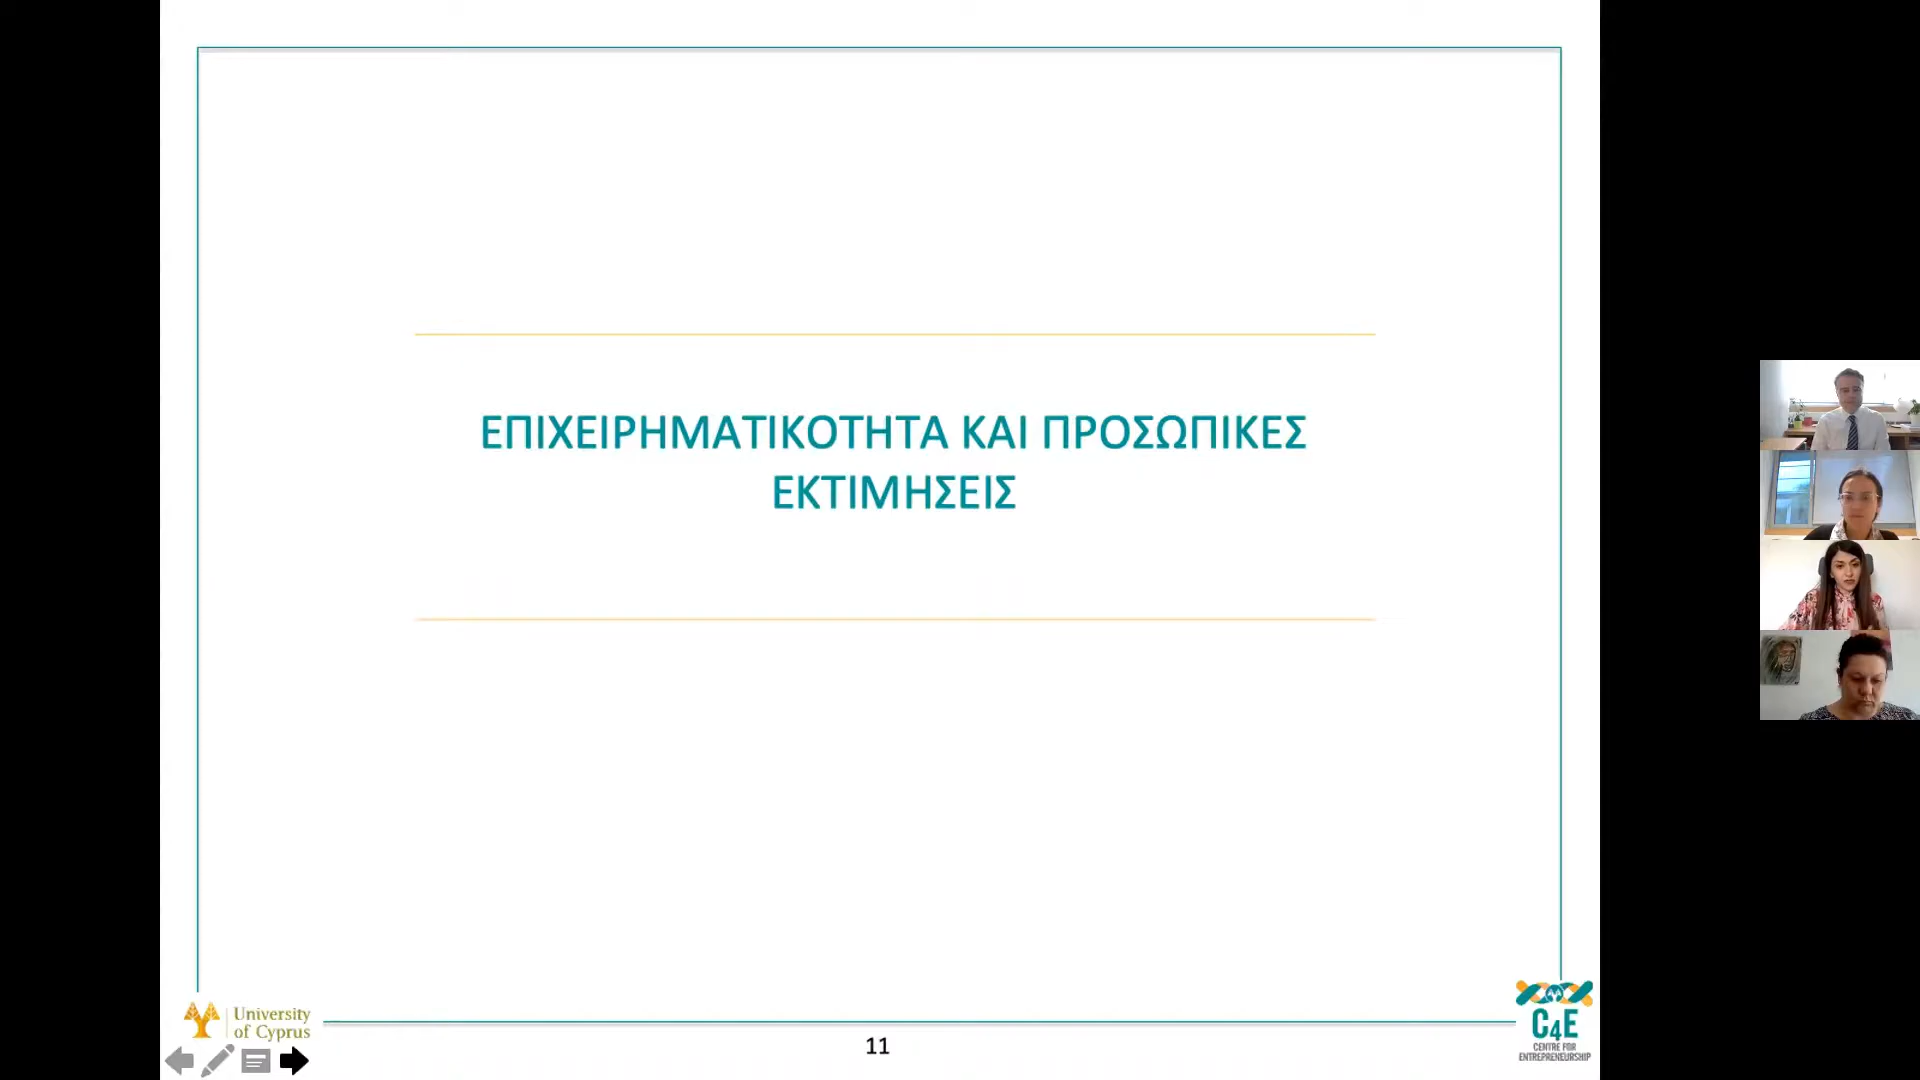 ΕΠΙΧΕΙΡΗΜΑΤΙΚΟΤΗΤΑ ΚΑΙ ΠΡΟΣΩΠΙΚΕΣ
ΕΚΤΙΜΗΣΕΙΣ
University
of Cyprus
11
C4E
CENTRE FOR
ENTREPRENEURSHIP